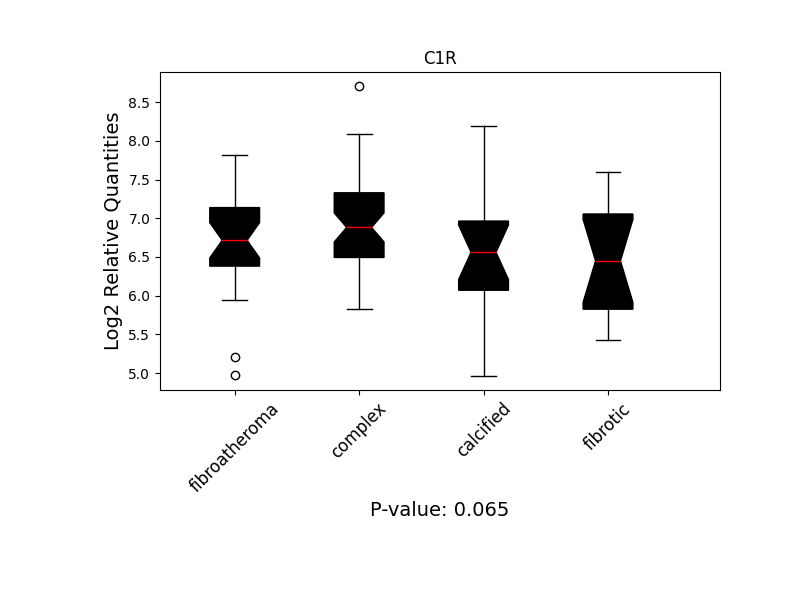 C1R
Log2 Relative Quantities
8.5
8.0
7.5
7.0
6.5
6.0
5.5
5.0
fibroatheroma
complex
calcified
fibrotic
P-value: 0.065